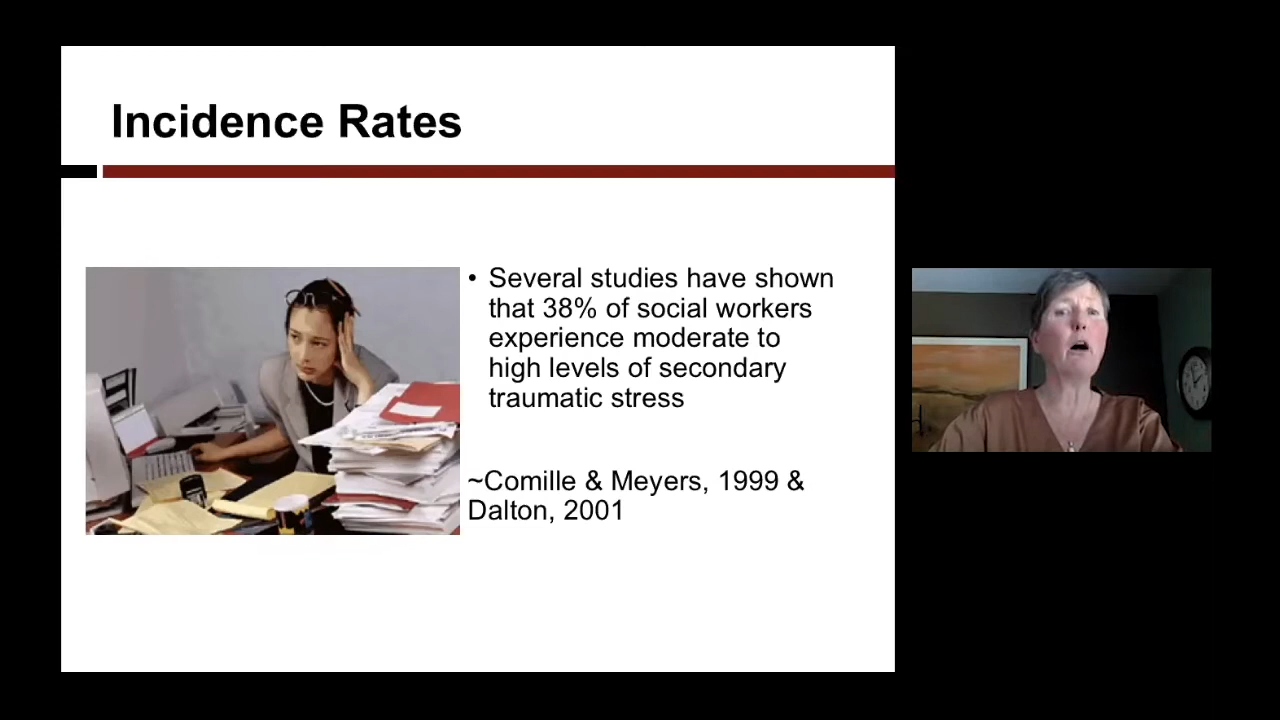 Incidence Rates
• Several studies have shown
that 38% of social workers
experience moderate to
high levels of secondary
traumatic stress
~Comille & Meyers, 1999 &
Dalton, 2001